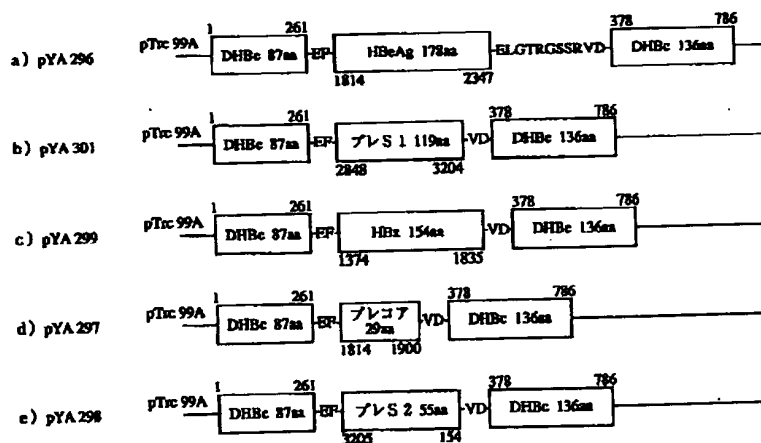 1 261 378 786
a) pYA 296 pTrc 99A DHBc 87aa EF HBeAg 178aa ELGTRGSSRVD DHBc 136aa
1814 2347
1 261 378 786
b) pYA 301 pTrc 99A DHBc 87aa EF プレS1 119aa VD DHBc 136aa
2848 3204
1 261 378 786
c) pYA 299 pTrc 99A DHBc 87aa EF HBx 154aa VD DHBc 136aa
1374 1835
1 261 378 786
d) pYA 297 pTrc 99A DHBc 87aa EF プレコア 29aa VD DHBc 136aa
1814 1900
1 261 378 786
e) pYA 298 pTrc 99A DHBc 87aa EF プレS2 55aa VD DHBc 136aa
3205 154